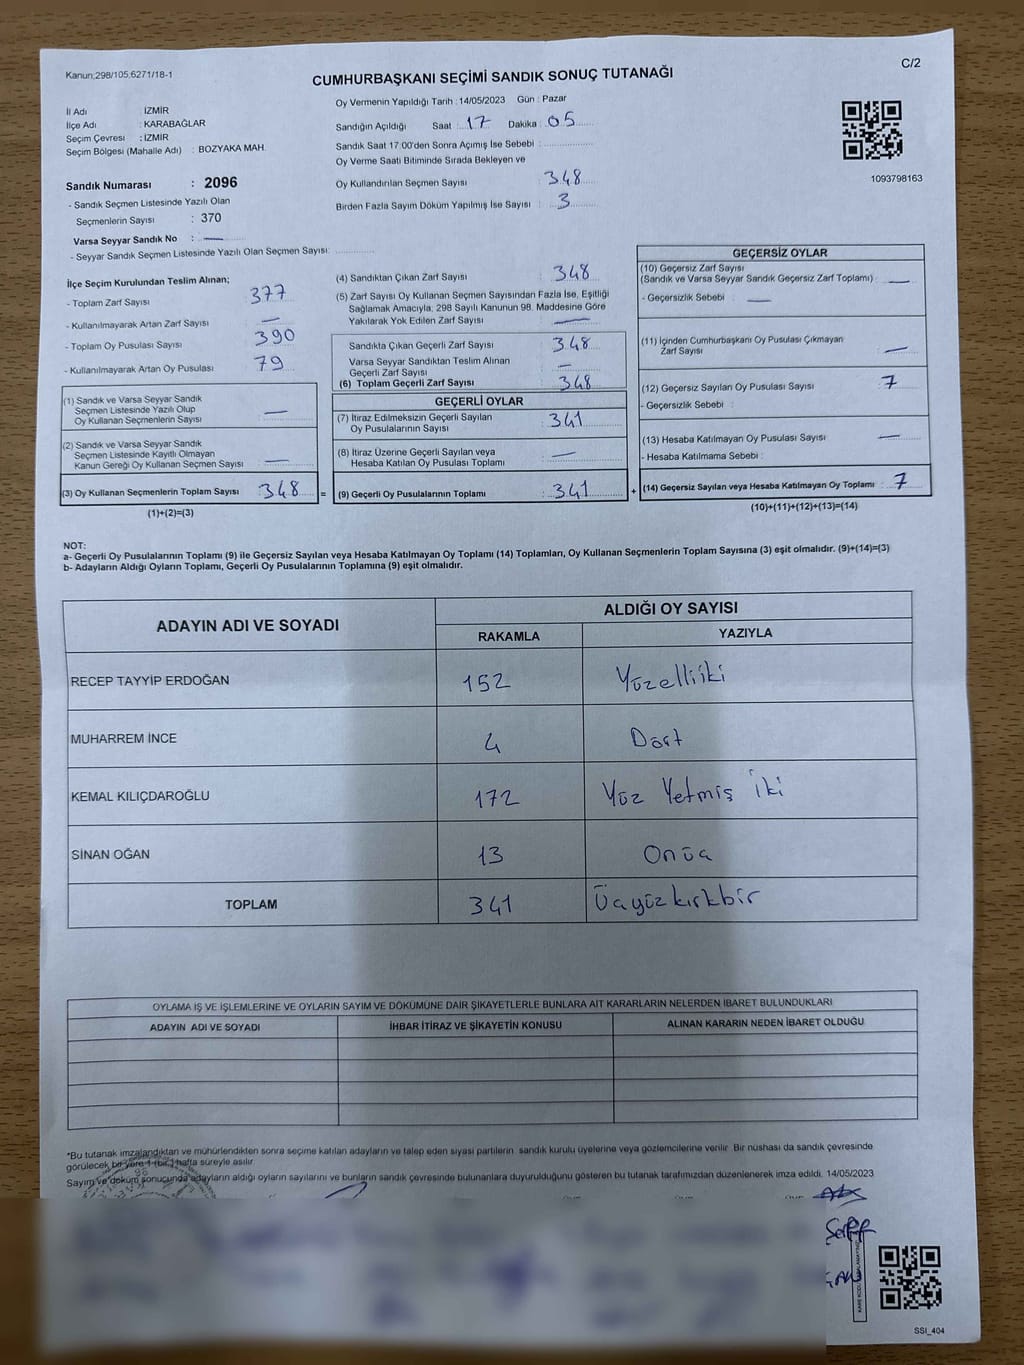 Kanun;298/105,6271/18-1
C/2
CUMHURBAŞKANI SEÇİMİ SANDIK SONUÇ TUTANAĞI
İl Adı : İZMİR
İlçe Adı : KARABAĞLAR
Seçim Çevresi : İZMİR
Seçim Bölgesi (Mahalle Adı) : BOZYAKA MAH.
Sandık Numarası : 2096
- Sandık Seçmen Listesinde Yazılı Olan
Seçmenlerin Sayısı : 370
Varsa Seyyar Sandık No : —
- Seyyar Sandık Seçmen Listesinde Yazılı Olan Seçmen Sayısı:
Oy Vermenin Yapıldığı Tarih : 14/05/2023 Gün : Pazar
Sandığın Açıldığı Saat : 17 Dakika : 05
Sandık Saat 17.00'den Sonra Açımış İse Sebebi :
Oy Verme Saati Bitiminde Sırada Bekleyen ve
Oy Kullandırılan Seçmen Sayısı : 348
Birden Fazla Sayım Döküm Yapılmış İse Sayısı : 3
1093798163
İlçe Seçim Kurulundan Teslim Alınan;
- Toplam Zarf Sayısı 377
- Kullanılmayarak Artan Zarf Sayısı —
- Toplam Oy Pusulası Sayısı 390
- Kullanılmayarak Artan Oy Pusulası 79
(1) Sandık ve Varsa Seyyar Sandık
Seçmen Listesinde Yazılı Olup
Oy Kullanan Seçmenlerin Sayısı —
(2) Sandık ve Varsa Seyyar Sandık
Seçmen Listesinde Kayıtlı Olmayan
Kanun Gereği Oy Kullanan Seçmen Sayısı —
(3) Oy Kullanan Seçmenlerin Toplam Sayısı 348 =
(1)+(2)=(3)
(4) Sandıktan Çıkan Zarf Sayısı 348
(5) Zarf Sayısı Oy Kullanan Seçmen Sayısından Fazla İse, Eşitliği
Sağlamak Amacıyla; 298 Sayılı Kanunun 98. Maddesine Göre
Yakılarak Yok Edilen Zarf Sayısı —
Sandıkta Çıkan Geçerli Zarf Sayısı 348
Varsa Seyyar Sandıktan Teslim Alınan
Geçerli Zarf Sayısı —
(6) Toplam Geçerli Zarf Sayısı 348
GEÇERLİ OYLAR
(7) İtiraz Edilmeksizin Geçerli Sayılan
Oy Pusulalarının Sayısı 341
(8) İtiraz Üzerine Geçerli Sayılan veya
Hesaba Katılan Oy Pusulası Toplamı —
(9) Geçerli Oy Pusulalarının Toplamı : 341 +
GEÇERSİZ OYLAR
(10) Geçersiz Zarf Sayısı
(Sandık ve Varsa Seyyar Sandık Geçersiz Zarf Toplamı) —
- Geçersizlik Sebebi : —
(11) İçinden Cumhurbaşkanı Oy Pusulası Çıkmayan
Zarf Sayısı —
(12) Geçersiz Sayılan Oy Pusulası Sayısı 7
- Geçersizlik Sebebi :
(13) Hesaba Katılmayan Oy Pusulası Sayısı —
- Hesaba Katılmama Sebebi :
(14) Geçersiz Sayılan veya Hesaba Katılmayan Oy Toplamı : 7
(10)+(11)+(12)+(13)=(14)
NOT:
a- Geçerli Oy Pusulalarının Toplamı (9) ile Geçersiz Sayılan veya Hesaba Katılmayan Oy Toplamı (14) Toplamları, Oy Kullanan Seçmenlerin Toplam Sayısına (3) eşit olmalıdır. (9)+(14)=(3)
b- Adayların Aldığı Oyların Toplamı, Geçerli Oy Pusulalarının Toplamına (9) eşit olmalıdır.
ADAYIN ADI VE SOYADI ALDIĞI OY SAYISI
RAKAMLA YAZIYLA
RECEP TAYYİP ERDOĞAN 152 Yüzelliiki
MUHARREM İNCE 4 Dört
KEMAL KILIÇDAROĞLU 172 Yüz Yetmiş İki
SİNAN OĞAN 13 Onüç
TOPLAM 341 Üçyüzkırkbir
OYLAMA İŞ VE İŞLEMLERİNE VE OYLARIN SAYIM VE DÖKÜMÜNE DAİR ŞİKAYETLERLE BUNLARA AİT KARARLARIN NELERDEN İBARET BULUNDUKLARI
ADAYIN ADI VE SOYADI İHBAR İTİRAZ VE ŞİKAYETİN KONUSU ALINAN KARARIN NEDEN İBARET OLDUĞU
*Bu tutanak imzalandıktan ve mühürlendikten sonra seçime katılan adayların ve talep eden siyasi partilerin sandık kurulu üyelerine veya gözlemcilerine verilir. Bir nüshası da sandık çevresinde
görülecek bir yere 1 (bir) hafta süreyle asılır.
Sayım ve döküm sonucunda adayların aldığı oyların sayılarını ve bunların sandık çevresinde bulunanlara duyurulduğunu gösteren bu tutanak tarafımızdan düzenlenerek imza edildi. 14/05/2023
SSİ_404